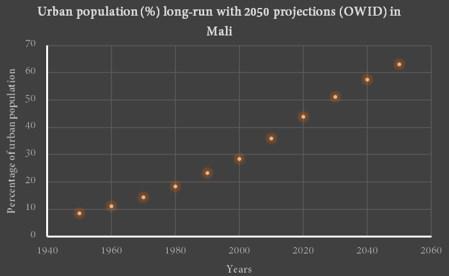 Urban population (%) long-run with 2050 projections (OWID) in
Mali
Percentage of urban population
70
60
50
40
30
20
10
0
1940 1960 1980 2000 2020 2040 2060
Years